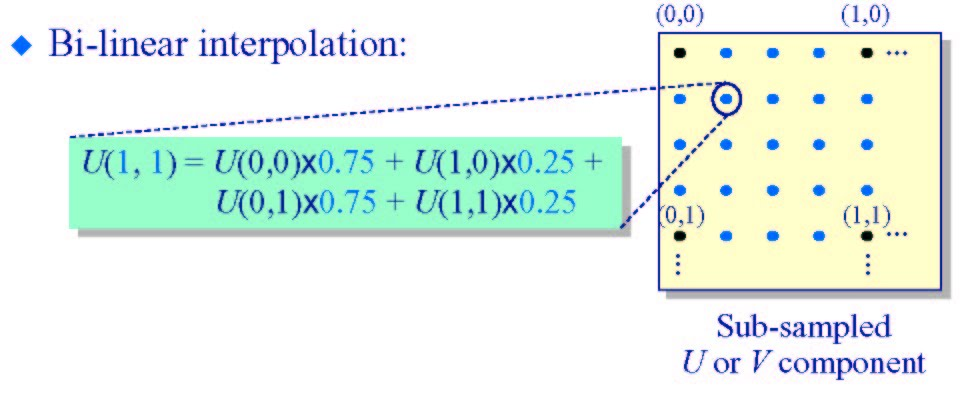 ◆ Bi-linear interpolation:
(0,0) (1,0)
...
U(1, 1) = U(0,0)x0.75 + U(1,0)x0.25 +
U(0,1)x0.75 + U(1,1)x0.25
(0,1) (1,1)
...
Sub-sampled
U or V component